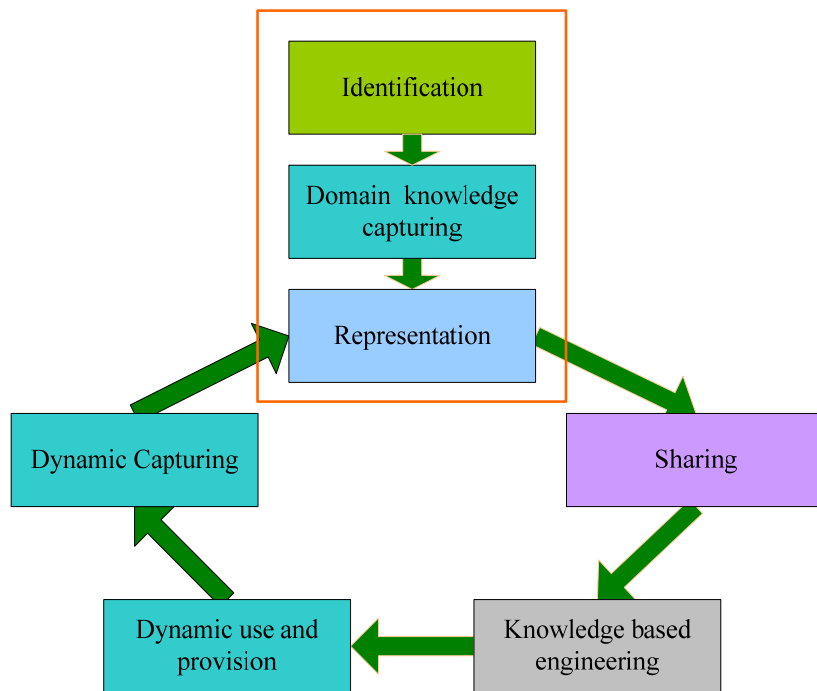 Identification
Domain knowledge
capturing
Representation
Dynamic Capturing
Sharing
Dynamic use and
provision
Knowledge based
engineering